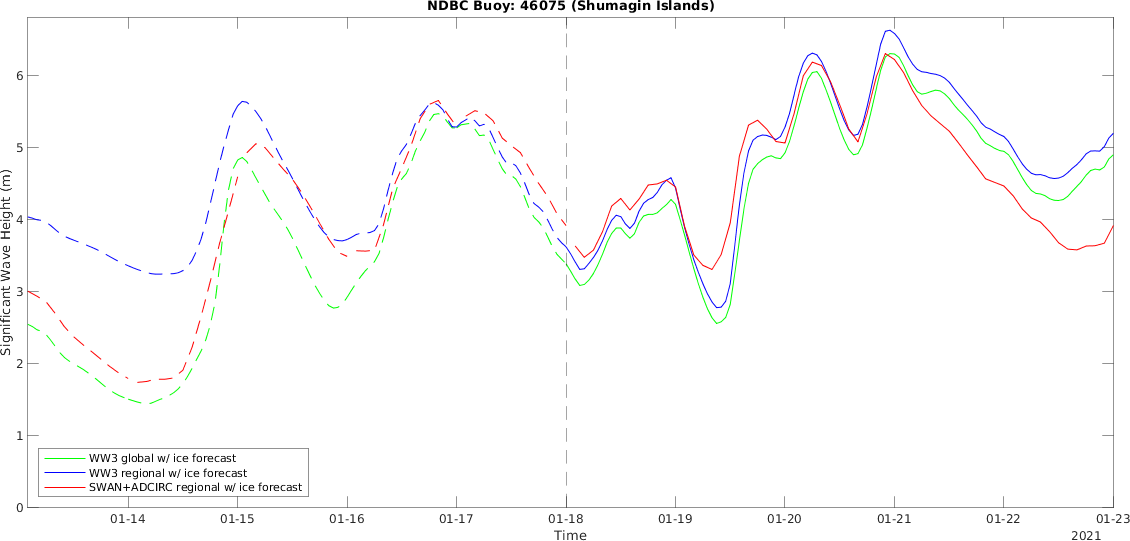 NDBC Buoy: 46075 (Shumagin Islands)
Significant Wave Height (m)
6
5
4
3
2
1
0
WW3 global w/ ice forecast
WW3 regional w/ ice forecast
SWAN+ADCIRC regional w/ ice forecast
01-14 01-15 01-16 01-17 01-18 01-19 01-20 01-21 01-22 01-23
Time
2021